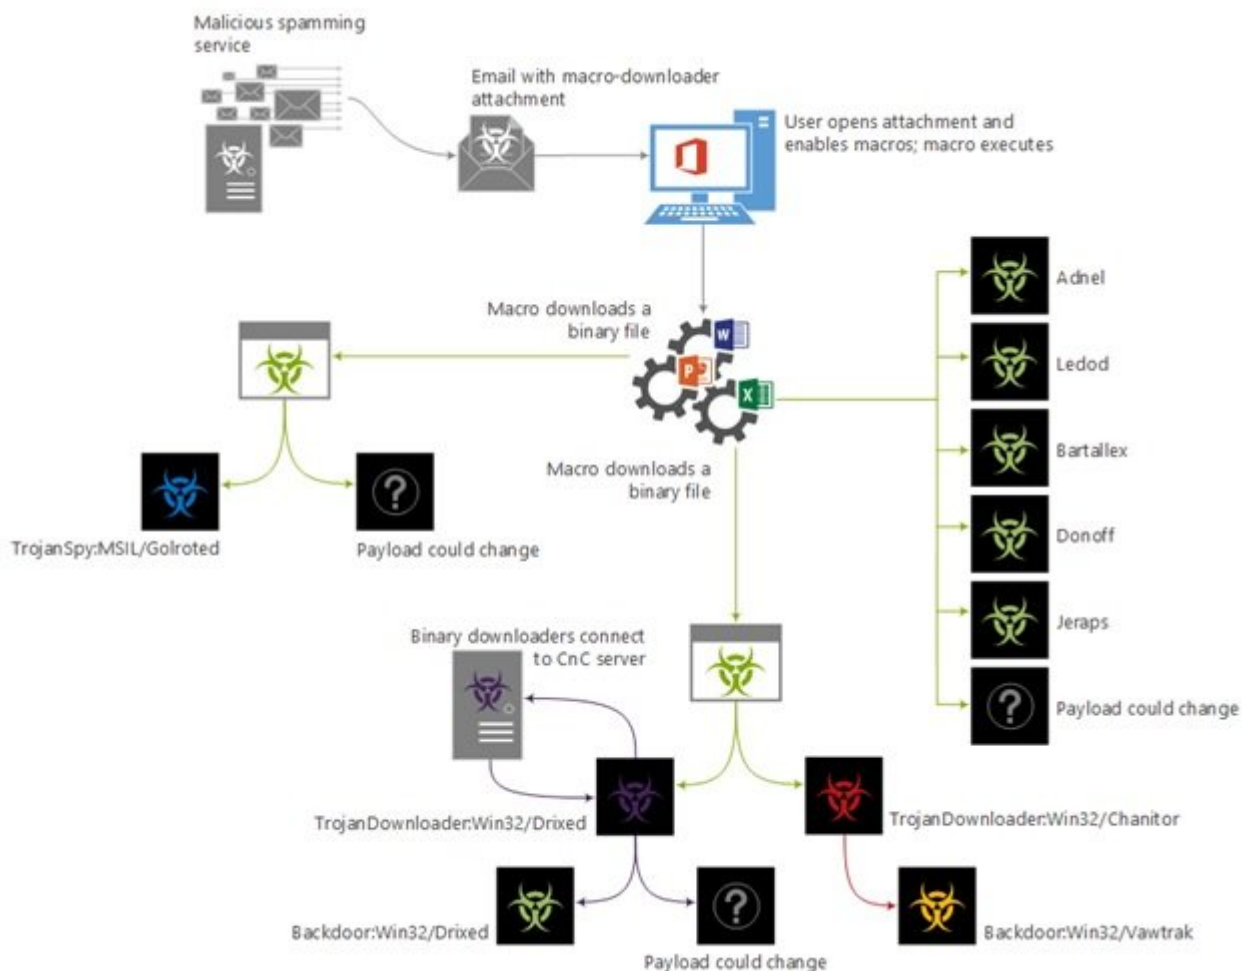 Malicious spamming
service
Email with macro-downloader
attachment
User opens attachment and
enables macros; macro executes
Macro downloads a
binary file
W
P
X
Adnel
Ledod
Bartallex
Donoff
Jeraps
?
Payload could change
Macro downloads a
binary file
TrojanSpy:MSIL/Golroted
?
Payload could change
Binary downloaders connect
to CnC server
TrojanDownloader:Win32/Drixed
TrojanDownloader:Win32/Chanitor
Backdoor:Win32/Drixed
?
Payload could change
Backdoor:Win32/Vawtrak